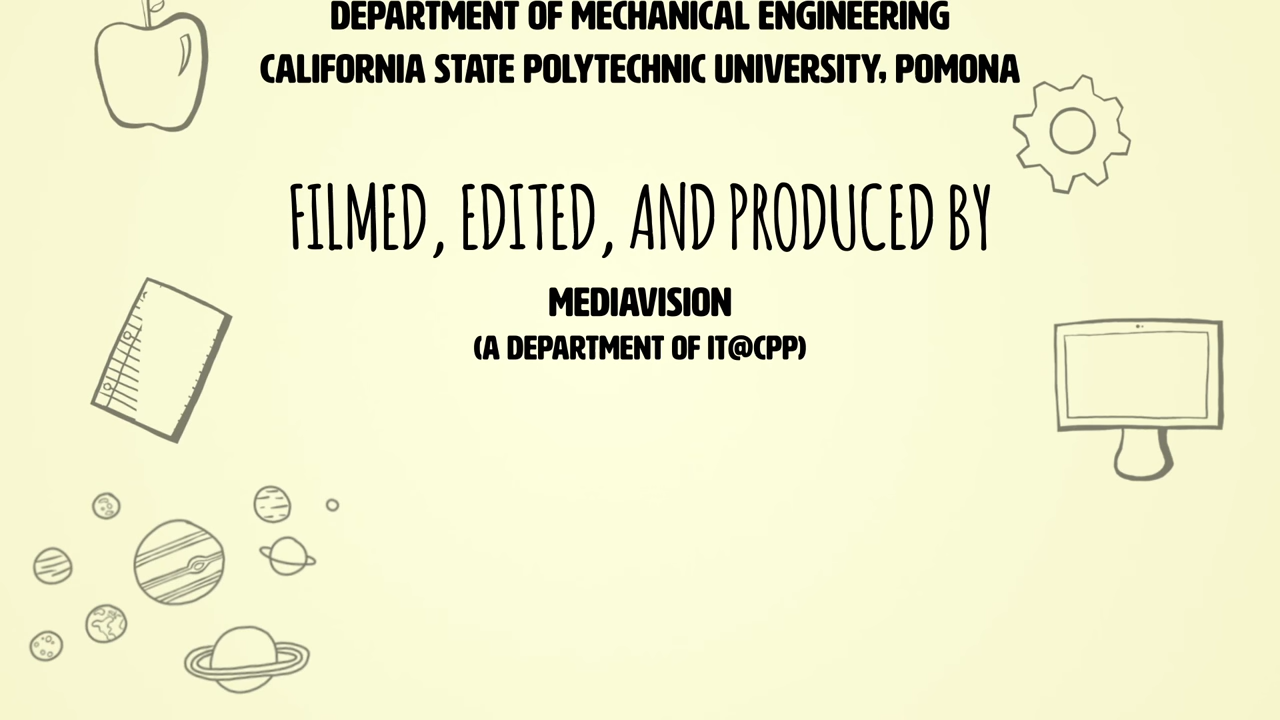 DEPARTMENT OF MECHANICAL ENGINEERING
CALIFORNIA STATE POLYTECHNIC UNIVERSITY, POMONA
FILMED, EDITED, AND PRODUCED BY
MEDIAVISION
(A DEPARTMENT OF IT@CPP)